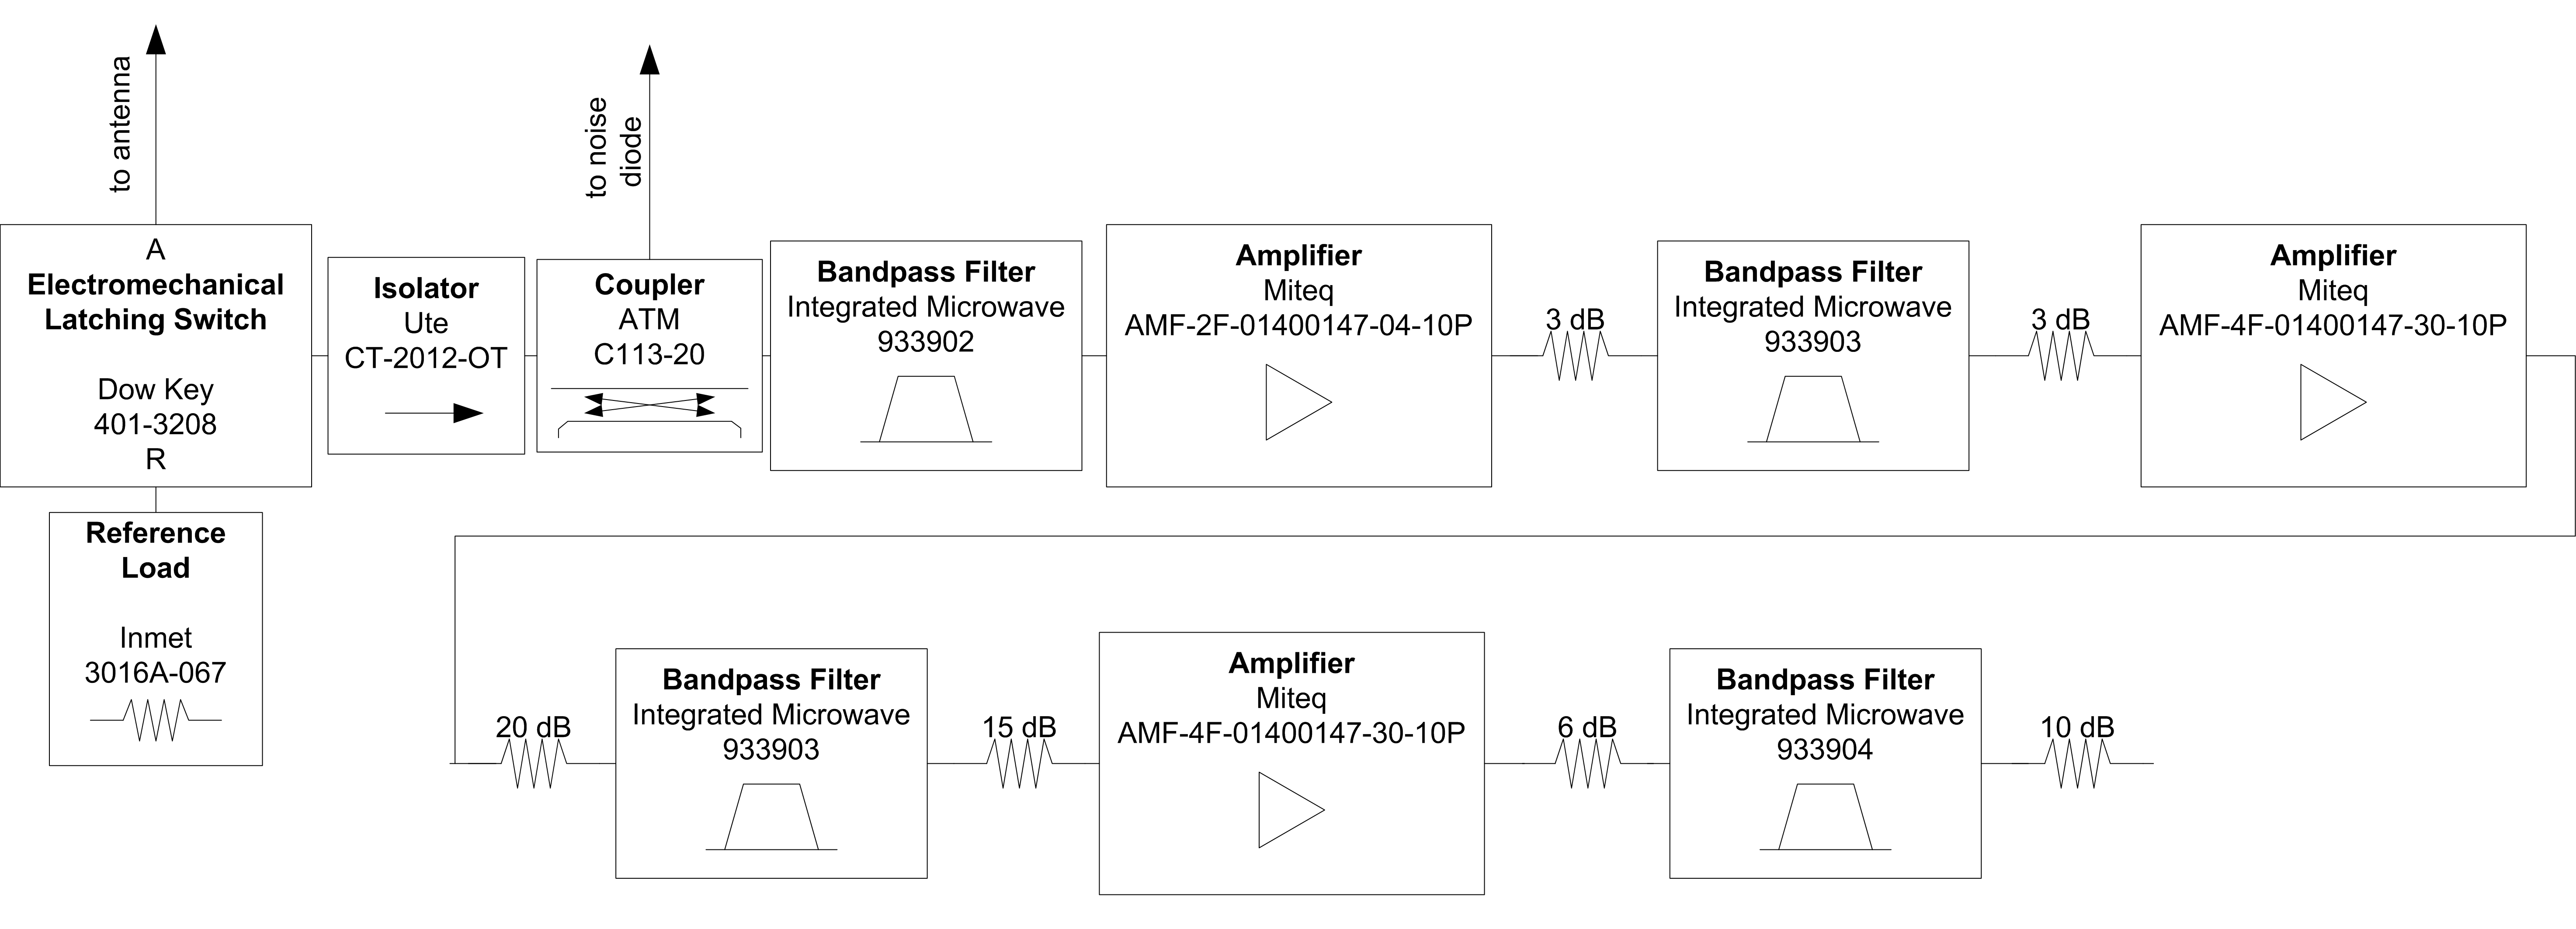 to antenna
to noise
diode
A
Electromechanical
Latching Switch
Dow Key
401-3208
R
Reference
Load
Inmet
3016A-067
Isolator
Ute
CT-2012-OT
Coupler
ATM
C113-20
Bandpass Filter
Integrated Microwave
933902
Amplifier
Miteq
AMF-2F-01400147-04-10P
3 dB
Bandpass Filter
Integrated Microwave
933903
3 dB
Amplifier
Miteq
AMF-4F-01400147-30-10P
20 dB
Bandpass Filter
Integrated Microwave
933903
15 dB
Amplifier
Miteq
AMF-4F-01400147-30-10P
6 dB
Bandpass Filter
Integrated Microwave
933904
10 dB